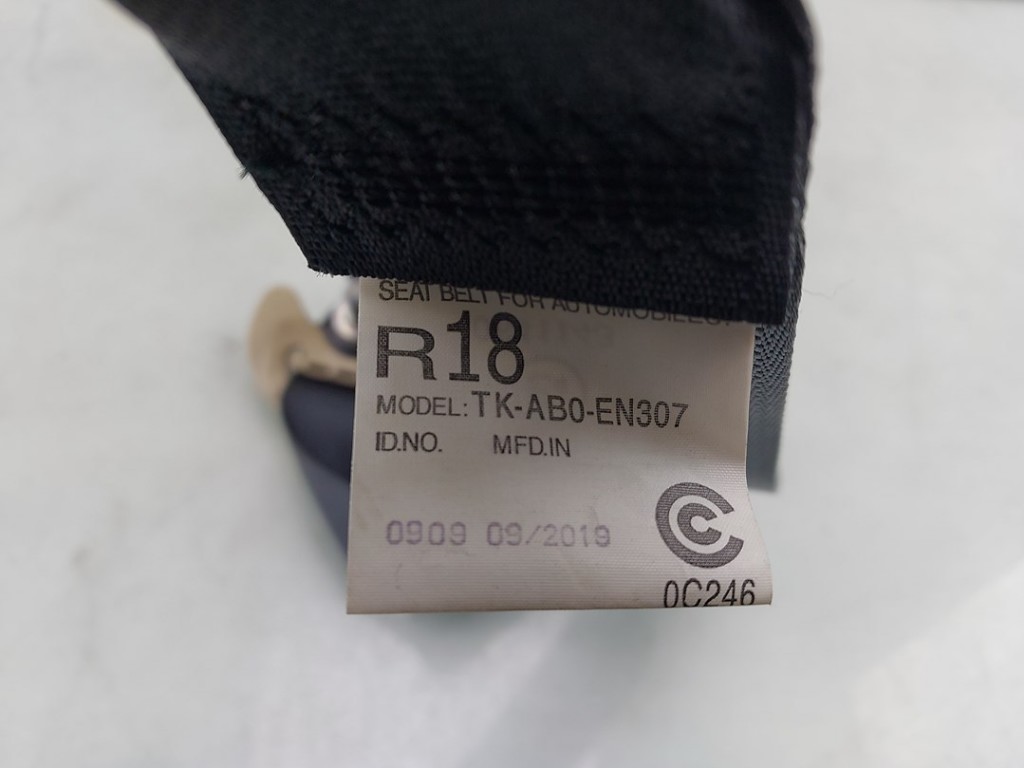 SEAT BELT FOR AUTOMOBILES.
R18
MODEL: TK-AB0-EN307
ID.NO. MFD.IN
0909 09/2019
0C246